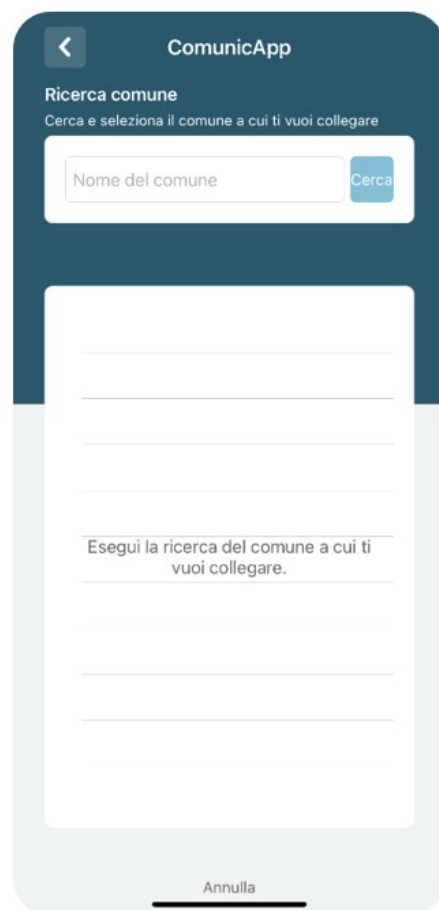 ComunicApp
Ricerca comune
Cerca e seleziona il comune a cui ti vuoi collegare
Nome del comune Cerca
Esegui la ricerca del comune a cui ti
vuoi collegare.
Annulla